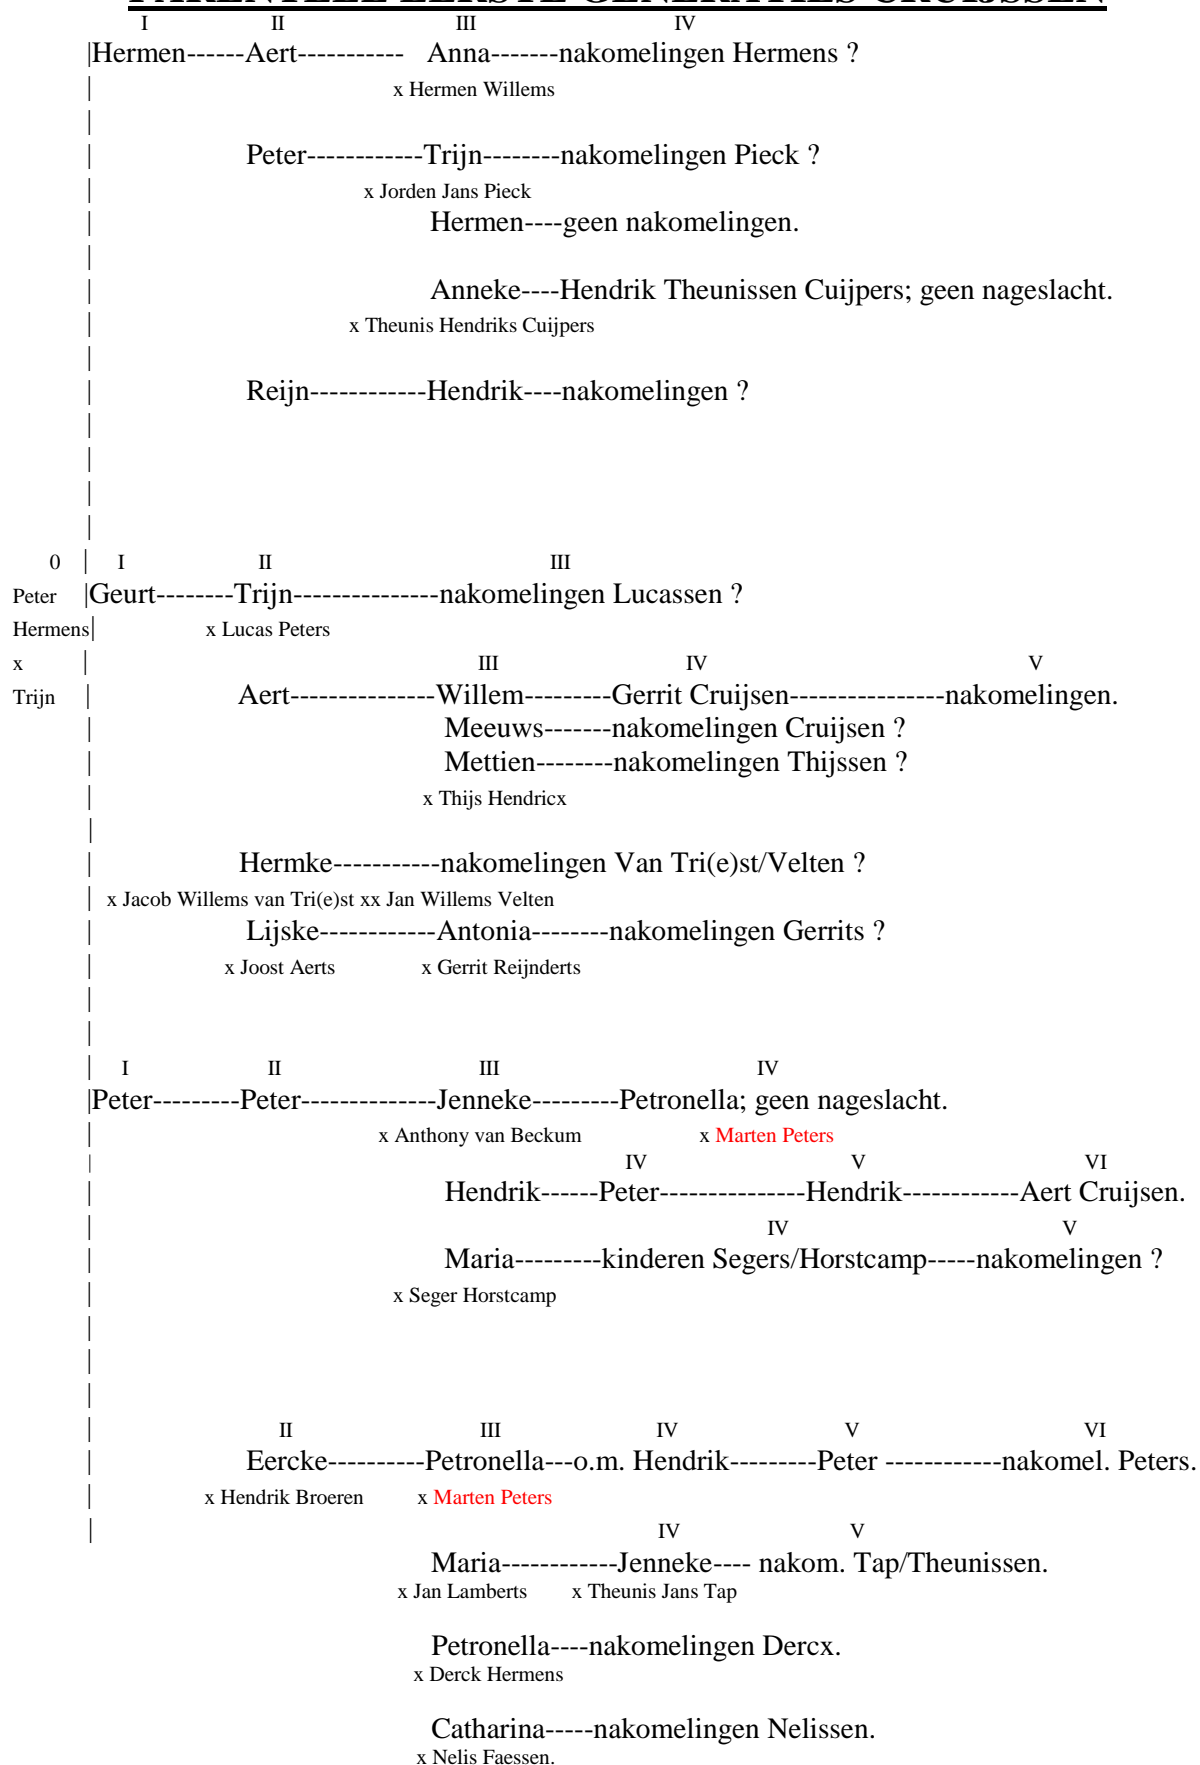 PARENTEEL EERSTE GENERATIES CRUIJSSEN
I II III IV
|Hermen------Aert----------- Anna-------nakomelingen Hermens ?
| x Hermen Willems
|
| Peter------------Trijn--------nakomelingen Pieck ?
| x Jorden Jans Pieck
| Hermen----geen nakomelingen.
|
| Anneke----Hendrik Theunissen Cuijpers; geen nageslacht.
| x Theunis Hendriks Cuijpers
|
| Reijn------------Hendrik----nakomelingen ?
|
|
|
|
0 | I II III
Peter |Geurt--------Trijn---------------nakomelingen Lucassen ?
Hermens| x Lucas Peters
x | III IV V
Trijn | Aert---------------Willem---------Gerrit Cruijsen----------------nakomelingen.
| Meeuws-------nakomelingen Cruijsen ?
| Mettien--------nakomelingen Thijssen ?
| x Thijs Hendricx
|
| Hermke-----------nakomelingen Van Tri(e)st/Velten ?
| x Jacob Willems van Tri(e)st xx Jan Willems Velten
| Lijske------------Antonia--------nakomelingen Gerrits ?
| x Joost Aerts x Gerrit Reijnderts
|
|
| I II III IV
|Peter---------Peter--------------Jenneke---------Petronella; geen nageslacht.
| x Anthony van Beckum x Marten Peters
| IV V VI
| Hendrik------Peter---------------Hendrik------------Aert Cruijsen.
| IV V
| Maria---------kinderen Segers/Horstcamp-----nakomelingen ?
| x Seger Horstcamp
|
|
|
| II III IV V VI
| Eercke----------Petronella---o.m. Hendrik---------Peter ------------nakomel. Peters.
| x Hendrik Broeren x Marten Peters
| IV V
Maria------------Jenneke---- nakom. Tap/Theunissen.
x Jan Lamberts x Theunis Jans Tap
Petronella----nakomelingen Dercx.
x Derck Hermens
Catharina-----nakomelingen Nelissen.
x Nelis Faessen.